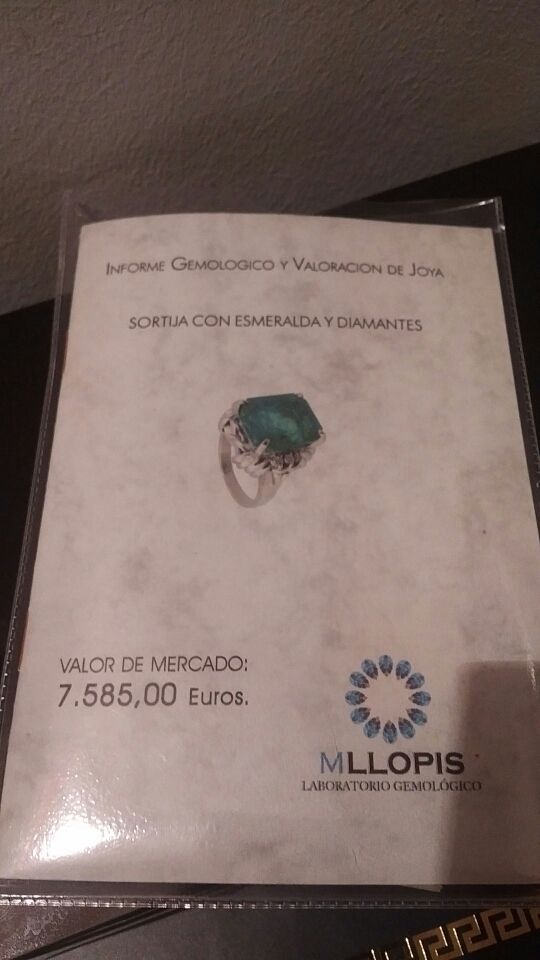 INFORME GEMOLOGICO Y VALORACION DE JOYA
SORTIJA CON ESMERALDA Y DIAMANTES
VALOR DE MERCADO:
7.585,00 Euros.
MLLOPIS
LABORATORIO GEMOLÓGICO